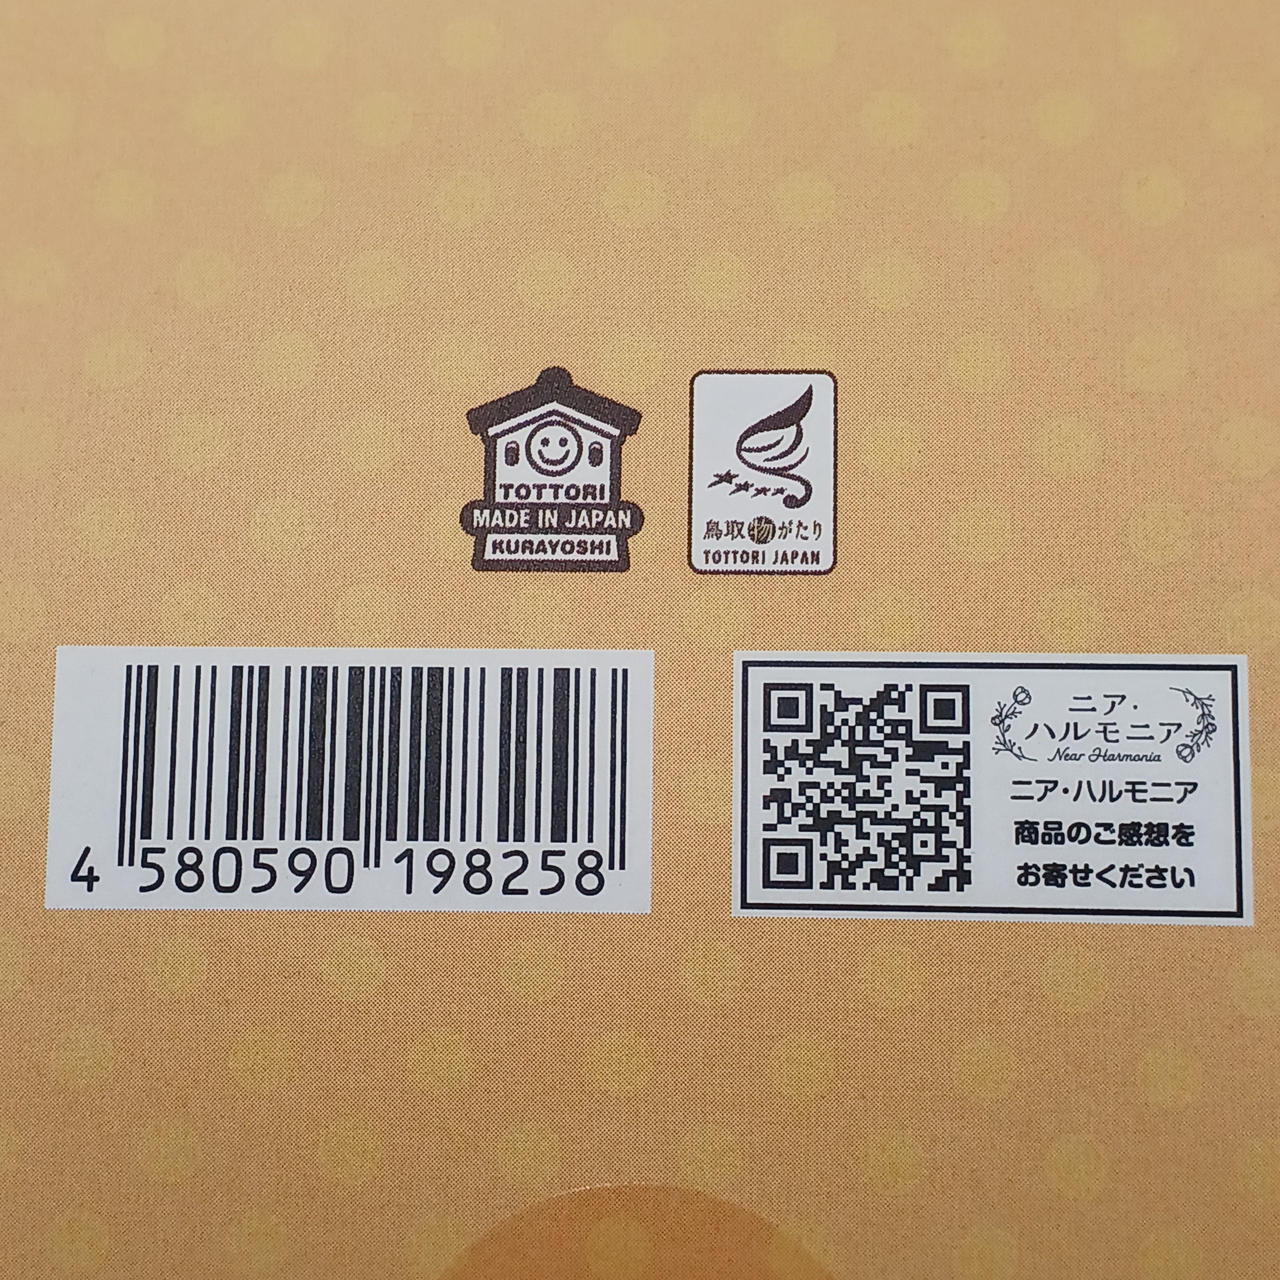 TOTTORI
MADE IN JAPAN
KURAYOSHI
鳥取物がたり
TOTTORI JAPAN
4 580590 198258
ニア・
ハルモニア
Near Harmonia
ニア・ハルモニア
商品のご感想を
お寄せください